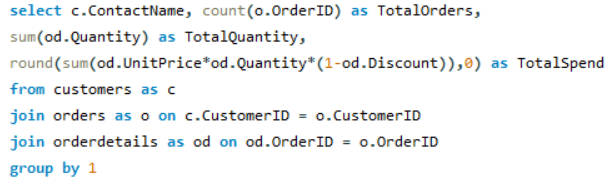 select c.ContactName, count(o.OrderID) as TotalOrders,
sum(od.Quantity) as TotalQuantity,
round(sum(od.UnitPrice*od.Quantity*(1-od.Discount)),0) as TotalSpend
from customers as c
join orders as o on c.CustomerID = o.CustomerID
join orderdetails as od on od.OrderID = o.OrderID
group by 1